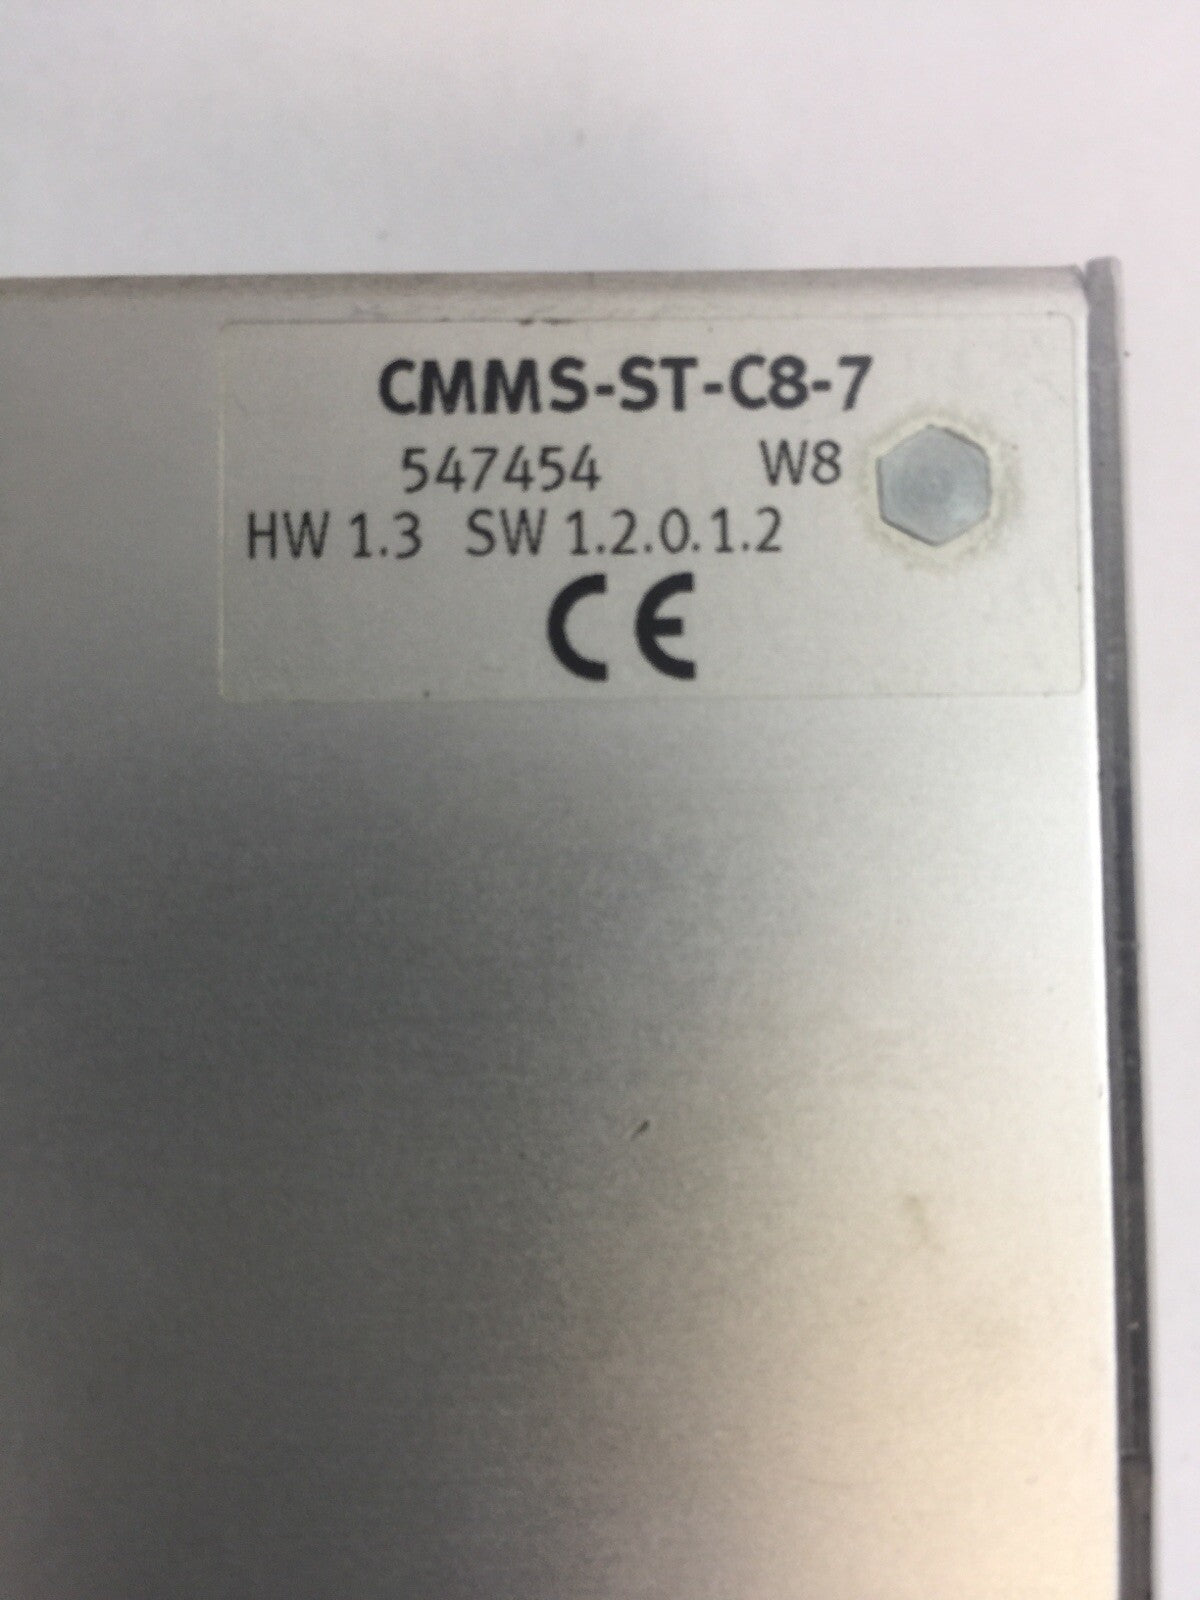 CMMS-ST-C8-7
547454 W8
HW 1.3 SW 1.2.0.1.2
CE